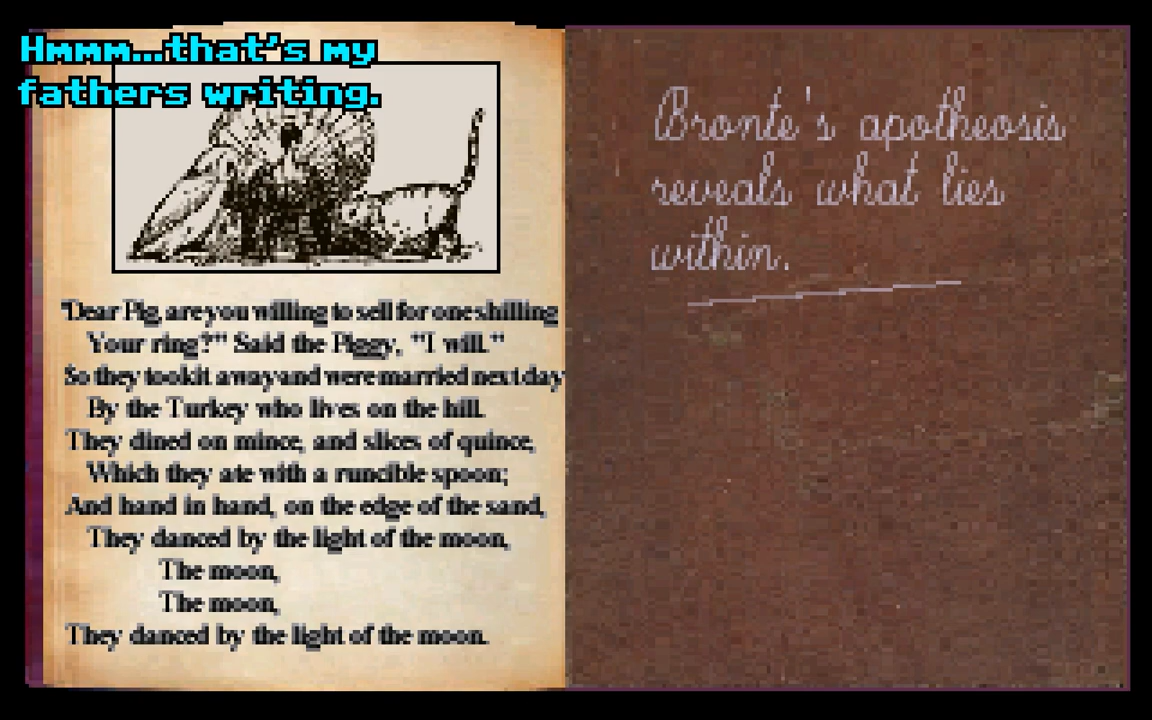 Hmmm...that's my
fathers writing.
"Dear Pig, are you willing to sell for one shilling
Your ring?" Said the Piggy, "I will."
So they took it away and were married next day
By the Turkey who lives on the hill.
They dined on mince, and slices of quince,
Which they ate with a runcible spoon;
And hand in hand, on the edge of the sand,
They danced by the light of the moon,
The moon,
The moon,
They danced by the light of the moon.
Bronte's apotheosis
reveals what lies
within.